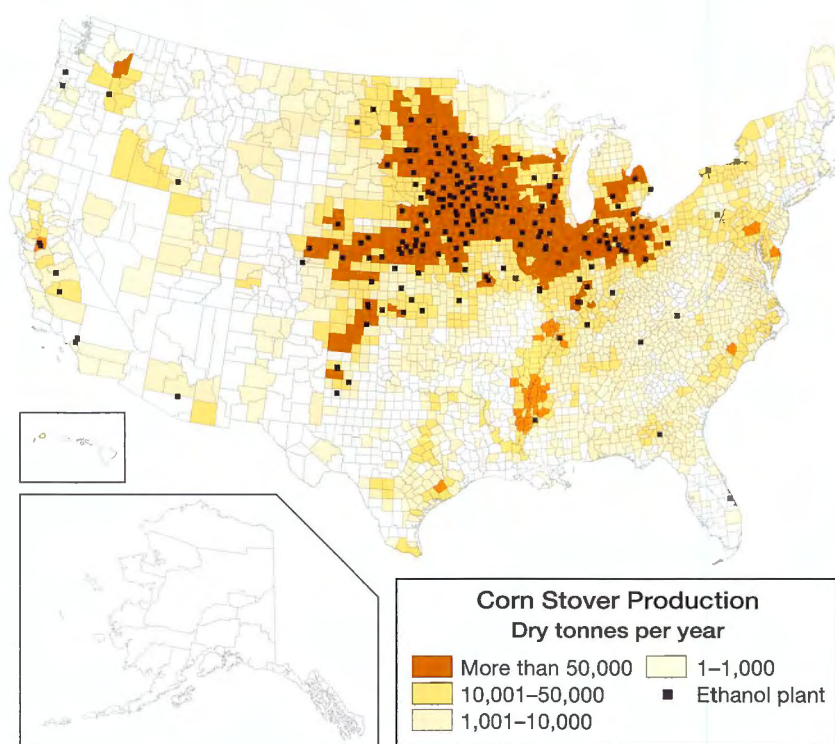 Corn Stover Production
Dry tonnes per year
More than 50,000
10,001–50,000
1,001–10,000
1–1,000
Ethanol plant